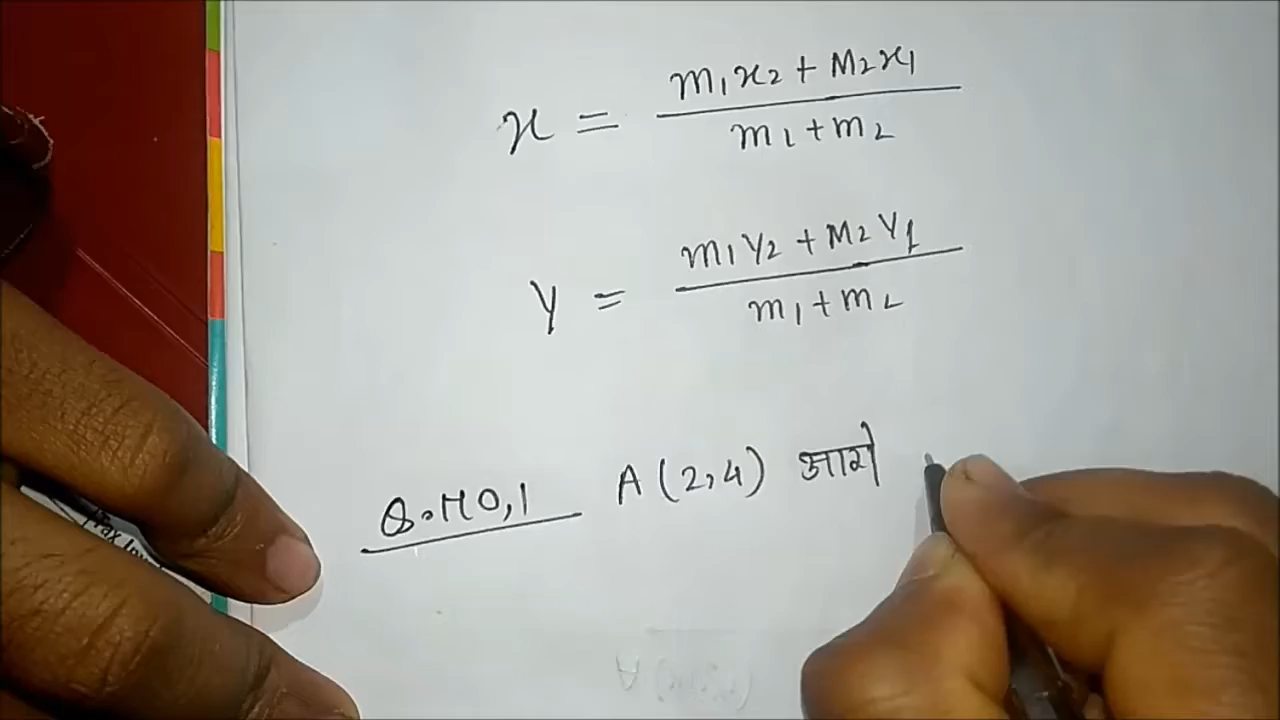 x = m₁x₂ + M₂x₁ / m₁ + m₂
Y = m₁Y₂ + M₂Y₁ / m₁ + m₂
Q.NO,1 A (2,4)